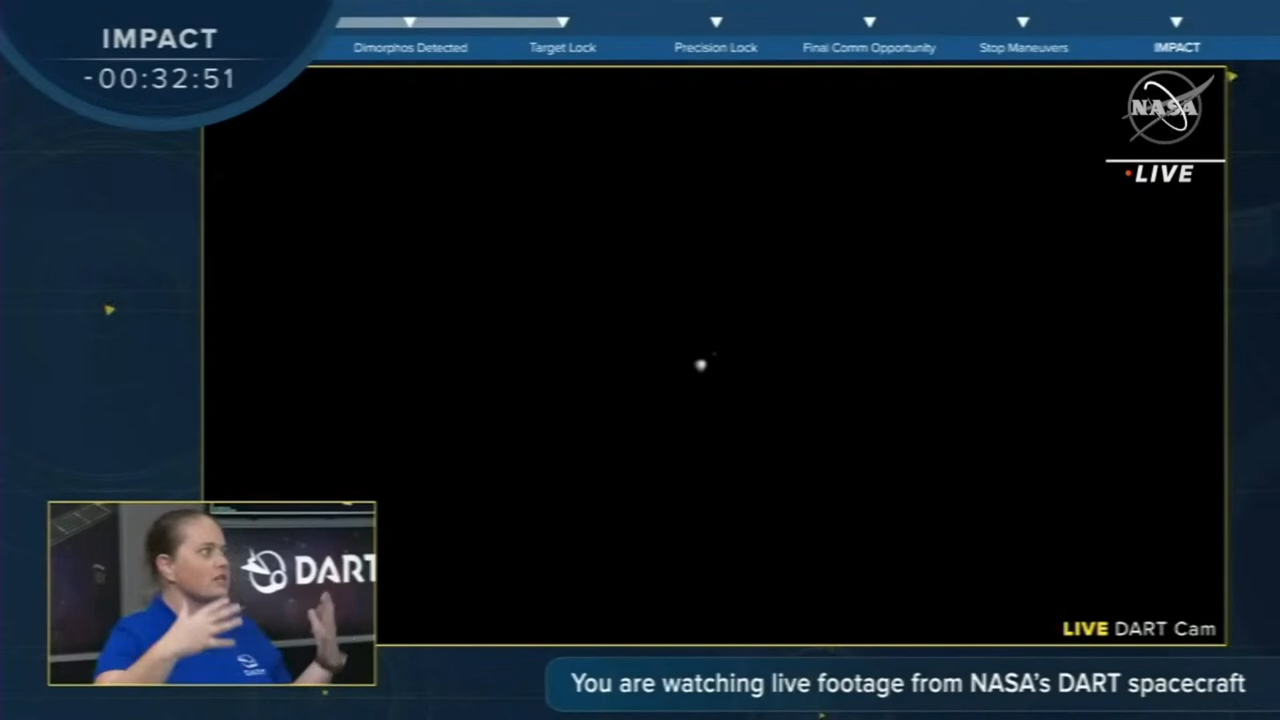 IMPACT
-00:32:51
Dimorphos Detected
Target Lock
Precision Lock
Final Comm Opportunity
Stop Maneuvers
IMPACT
NASA
LIVE
DART
DART
LIVE DART Cam
You are watching live footage from NASA's DART spacecraft